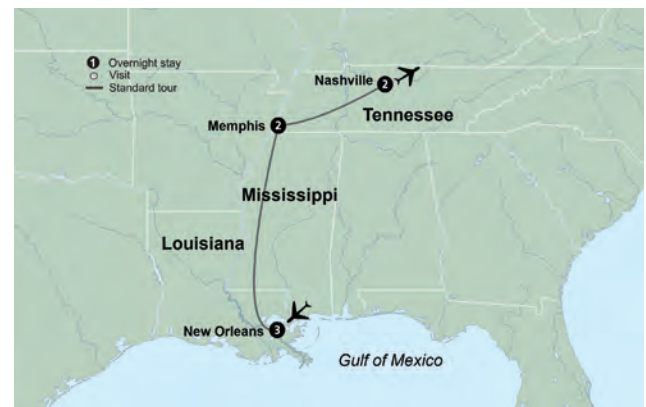 1 Overnight stay
Visit
Standard tour
Nashville 2
Tennessee
Memphis 2
Mississippi
Louisiana
New Orleans 3
Gulf of Mexico